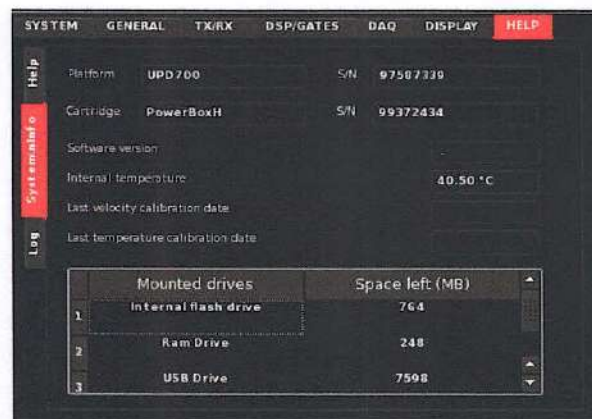 SYSTEM GENERAL TX/RX DSP/GATES DAQ DISPLAY HELP
Help
System.nInfo
Log
Platform UPD700 S/N 97587339
Cartridge PowerBoxH S/N 99372434
Software version
Internal temperature 40.50 °C
Last velocity calibration date
Last temperature calibration date
Mounted drives Space left (MB)
1 Internal flash drive 764
2 Ram Drive 248
3 USB Drive 7598